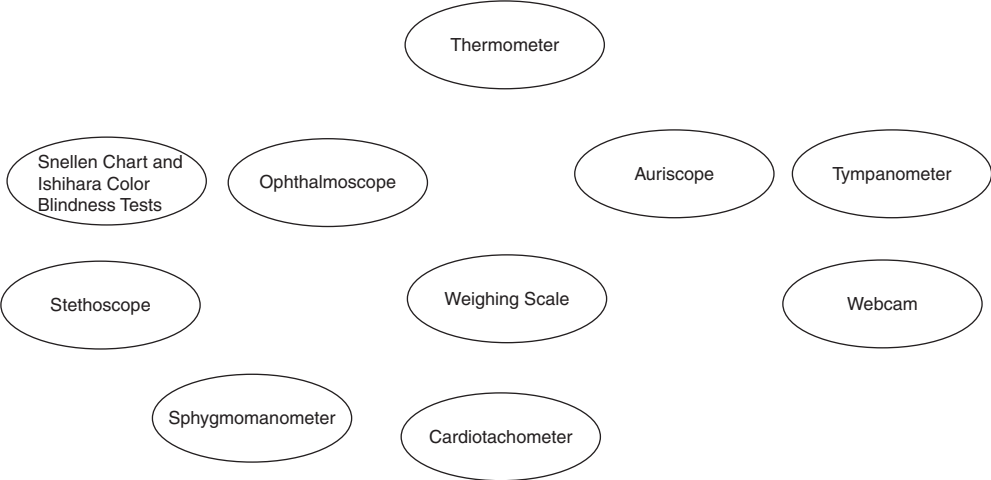 Thermometer
Snellen Chart and
Ishihara Color
Blindness Tests
Ophthalmoscope
Auriscope
Tympanometer
Stethoscope
Weighing Scale
Webcam
Sphygmomanometer
Cardiotachometer